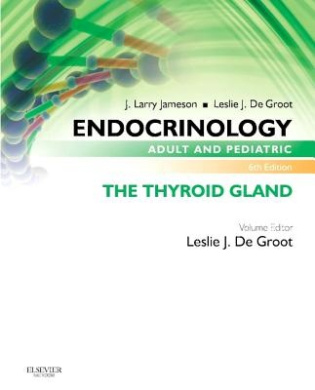 J. Larry Jameson ■ Leslie J. De Groot
ENDOCRINOLOGY
ADULT AND PEDIATRIC
6th Edition
THE THYROID GLAND
Volume Editor
Leslie J. De Groot
ELSEVIER
SAUNDERS